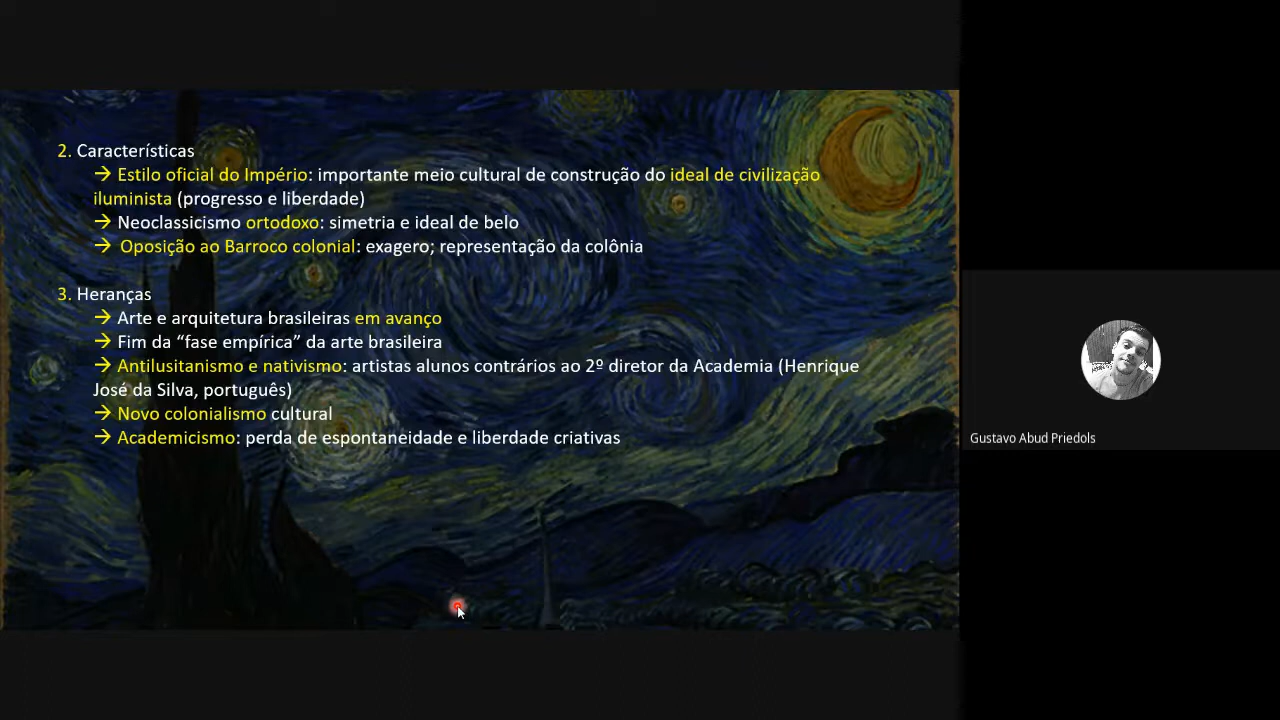 2. Características
→ Estilo oficial do Império: importante meio cultural de construção do ideal de civilização
iluminista (progresso e liberdade)
→ Neoclassicismo ortodoxo: simetria e ideal de belo
→ Oposição ao Barroco colonial: exagero; representação da colônia
3. Heranças
→ Arte e arquitetura brasileiras em avanço
→ Fim da “fase empírica” da arte brasileira
→ Antilusitanismo e nativismo: artistas alunos contrários ao 2º diretor da Academia (Henrique
José da Silva, português)
→ Novo colonialismo cultural
→ Academicismo: perda de espontaneidade e liberdade criativas
Gustavo Abud Priedols